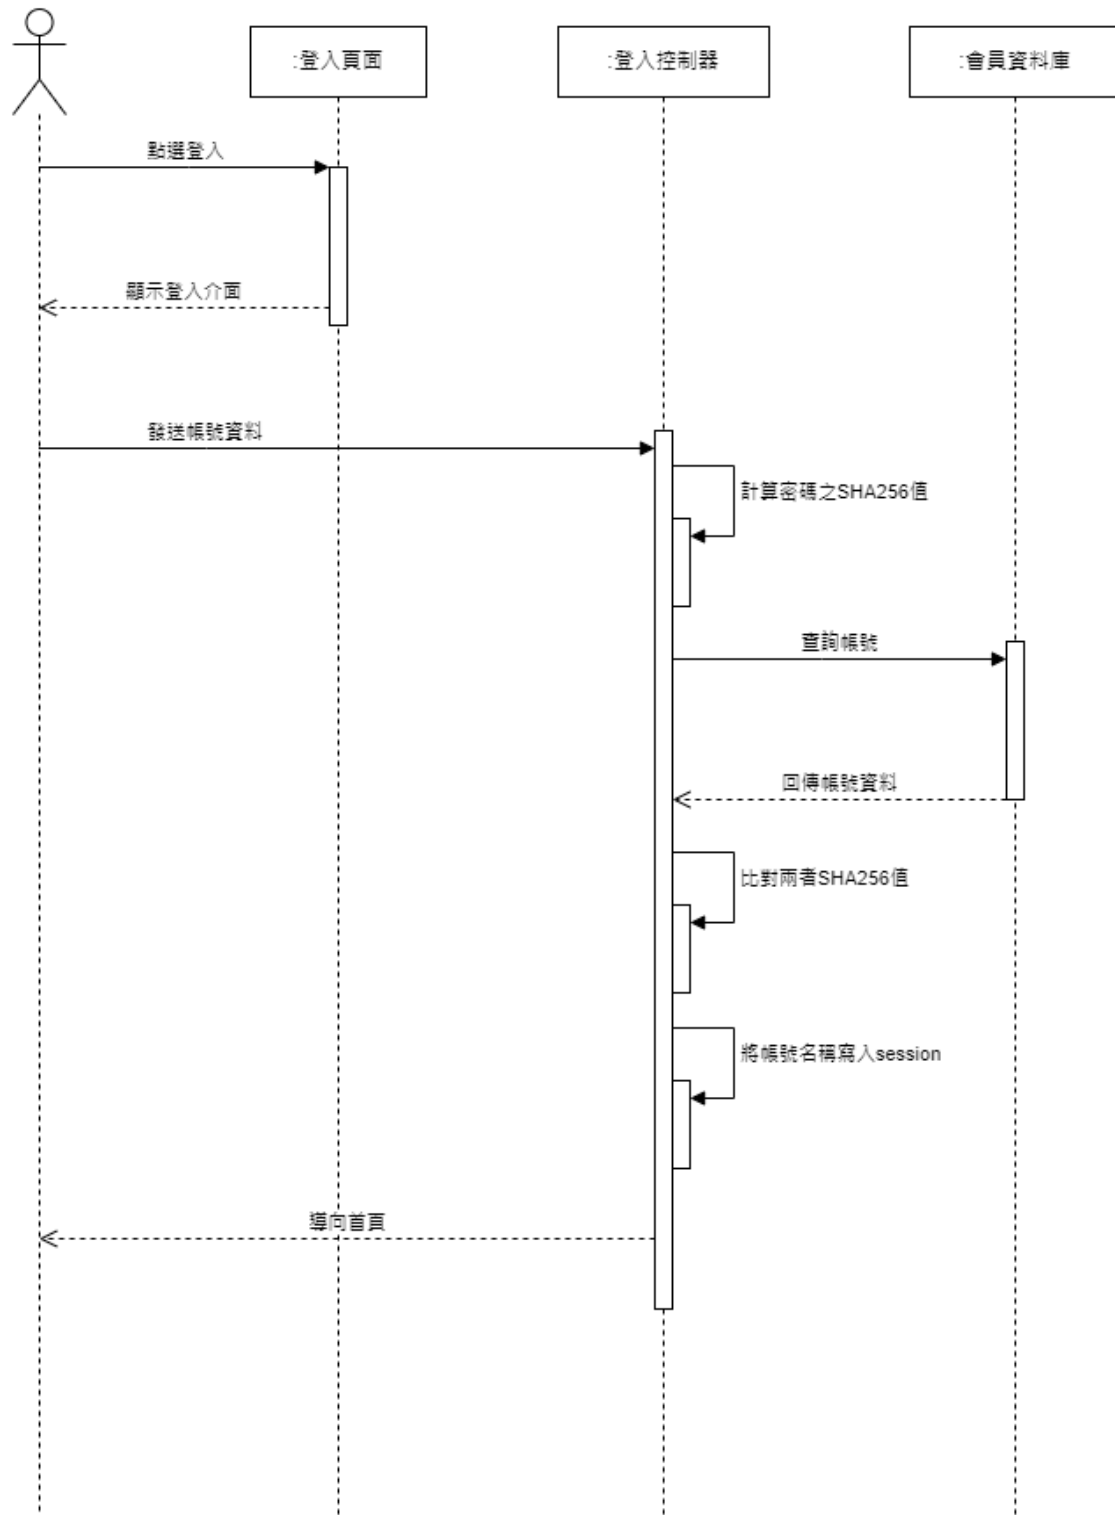 :登入頁面
:登入控制器
:會員資料庫
點選登入
顯示登入介面
發送帳號資料
計算密碼之SHA256值
查詢帳號
回傳帳號資料
比對兩者SHA256值
將帳號名稱寫入session
導向首頁